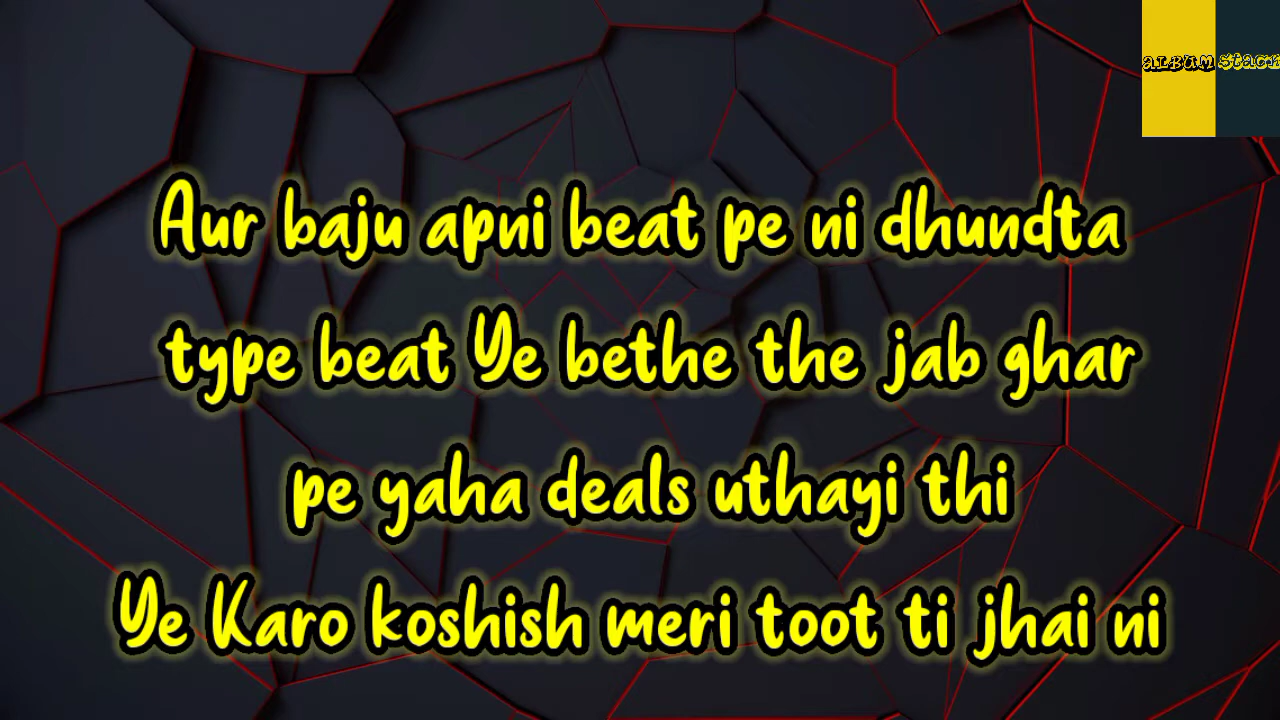 ALBUM stack
Aur baju apni beat pe ni dhundta
type beat Ye bethe the jab ghar
pe yaha deals uthayi thi
Ye Karo koshish meri toot ti jhai ni